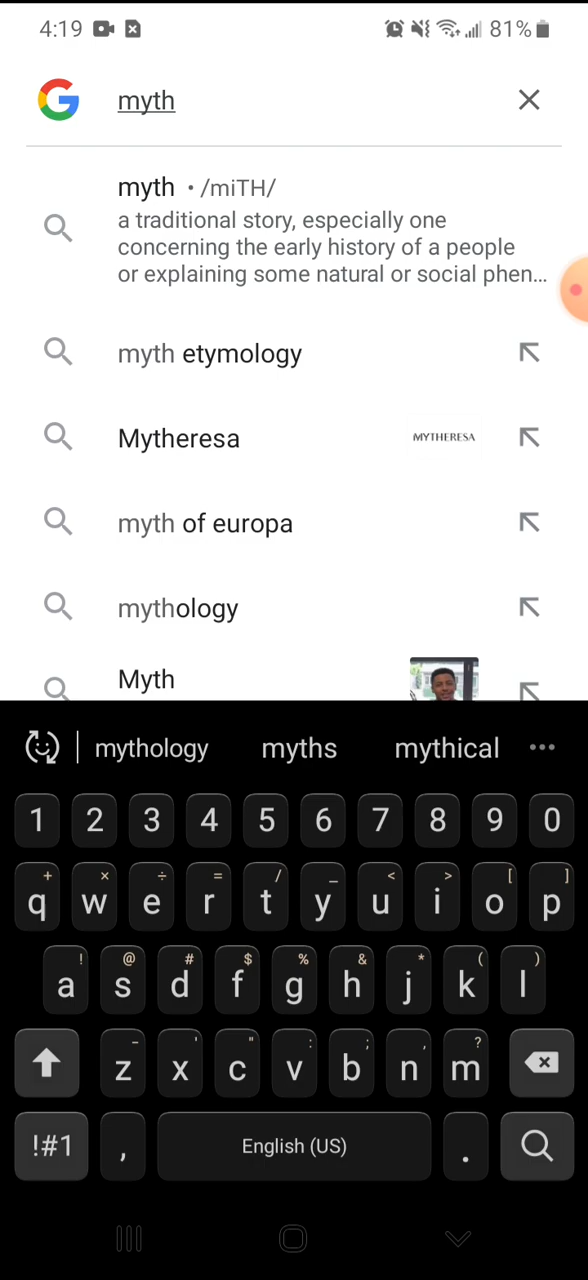 4:19 81%
myth
myth • /miTH/
a traditional story, especially one
concerning the early history of a people
or explaining some natural or social phen...
myth etymology
Mytheresa MYTHERESA
myth of europa
mythology
Myth
mythology myths mythical •••
1 2 3 4 5 6 7 8 9 0
+ × ÷ = / _ < > [ ]
q w e r t y u i o p
! @ # $ % & * ( )
a s d f g h j k l
- ' " : ; , ?
z x c v b n m
!#1 , English (US) .